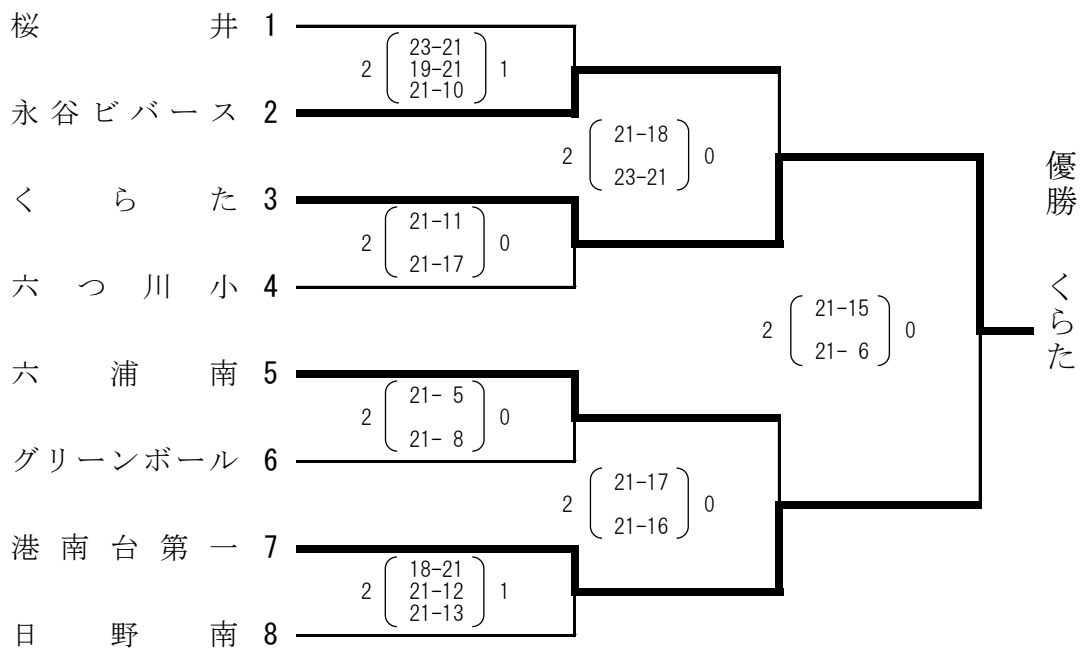 桜井 1
2 23-21 1
19-21
21-10
永谷ビバース 2
2 21-18 0
23-21
くらた 3
2 21-11 0
21-17
六つ川小 4
2 21-15 0
21- 6
優勝 くらた
六浦南 5
2 21- 5 0
21- 8
グリーンボール 6
2 21-17 0
21-16
港南台第一 7
2 18-21 1
21-12
21-13
日野南 8